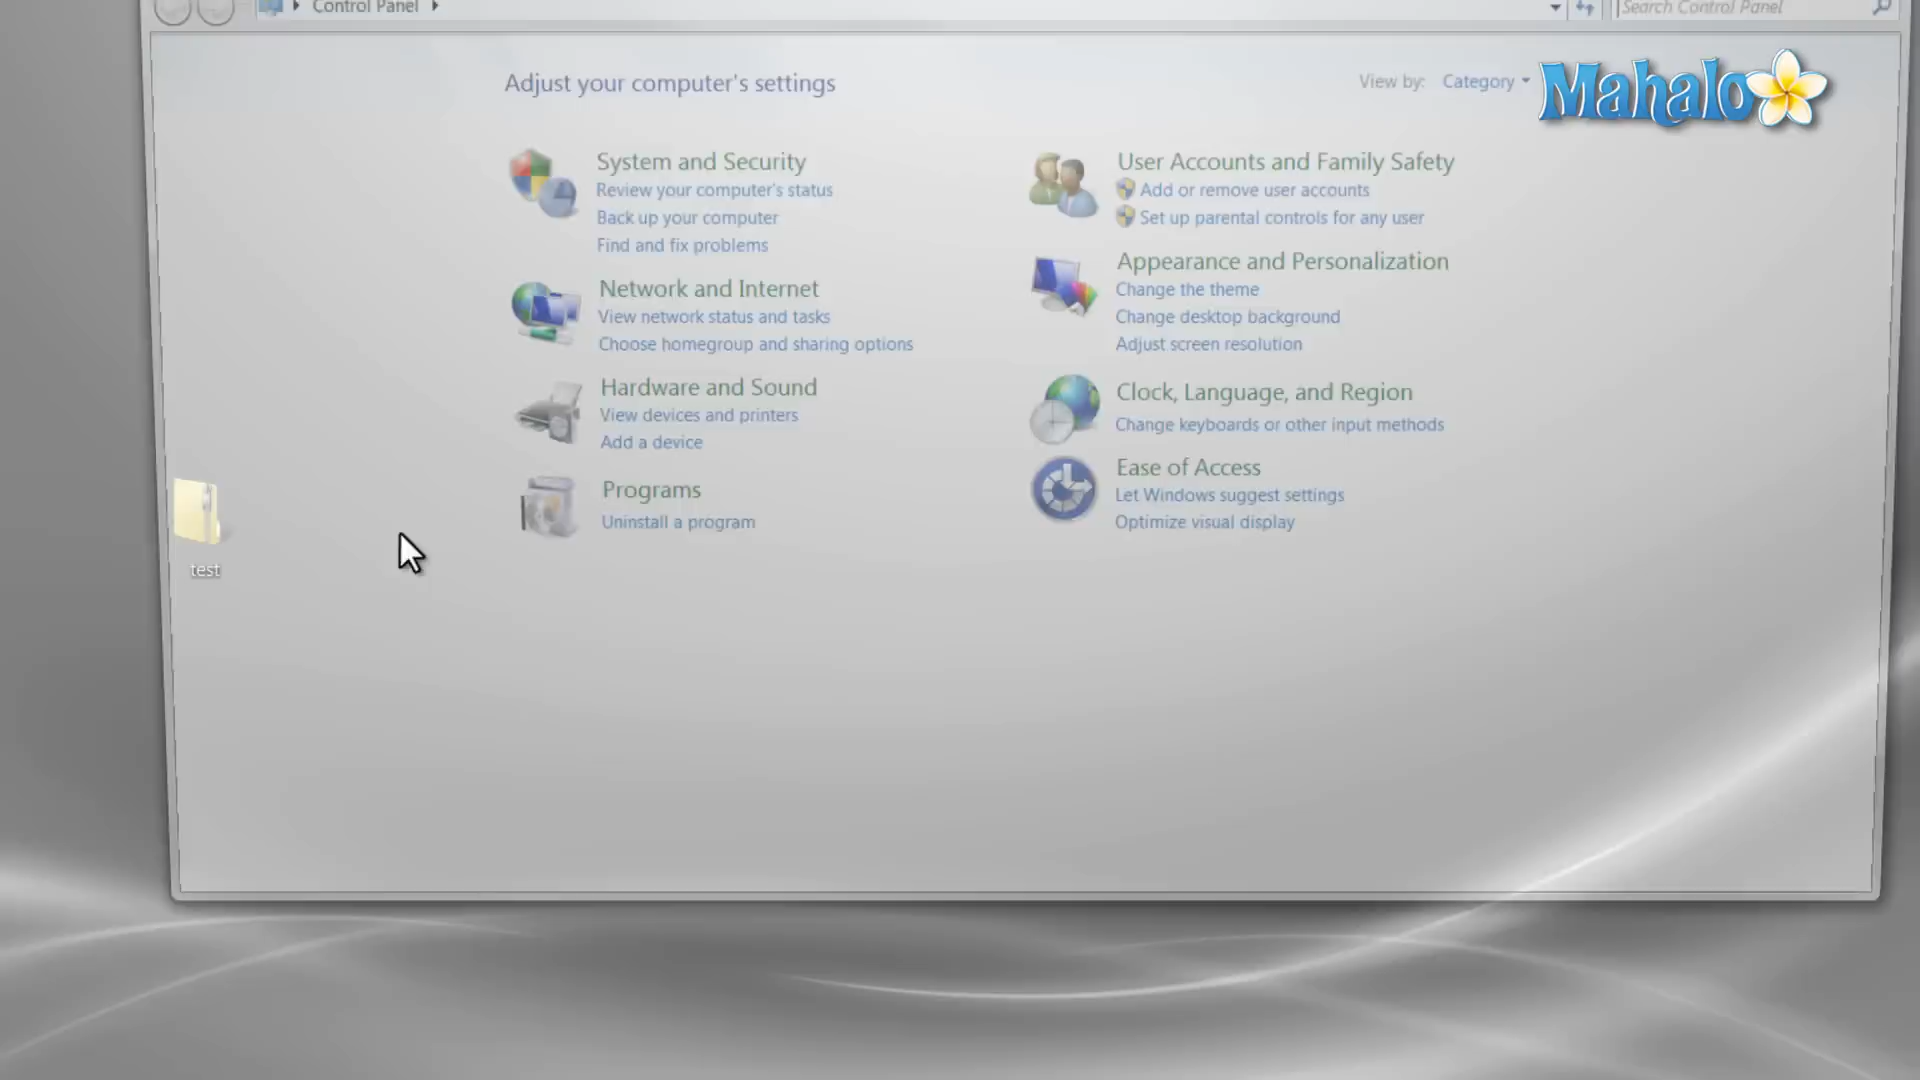 Control Panel
Search Control Panel
Adjust your computer's settings
View by: Category
Mahalo
System and Security
Review your computer's status
Back up your computer
Find and fix problems
Network and Internet
View network status and tasks
Choose homegroup and sharing options
Hardware and Sound
View devices and printers
Add a device
Programs
Uninstall a program
User Accounts and Family Safety
Add or remove user accounts
Set up parental controls for any user
Appearance and Personalization
Change the theme
Change desktop background
Adjust screen resolution
Clock, Language, and Region
Change keyboards or other input methods
Ease of Access
Let Windows suggest settings
Optimize visual display
test